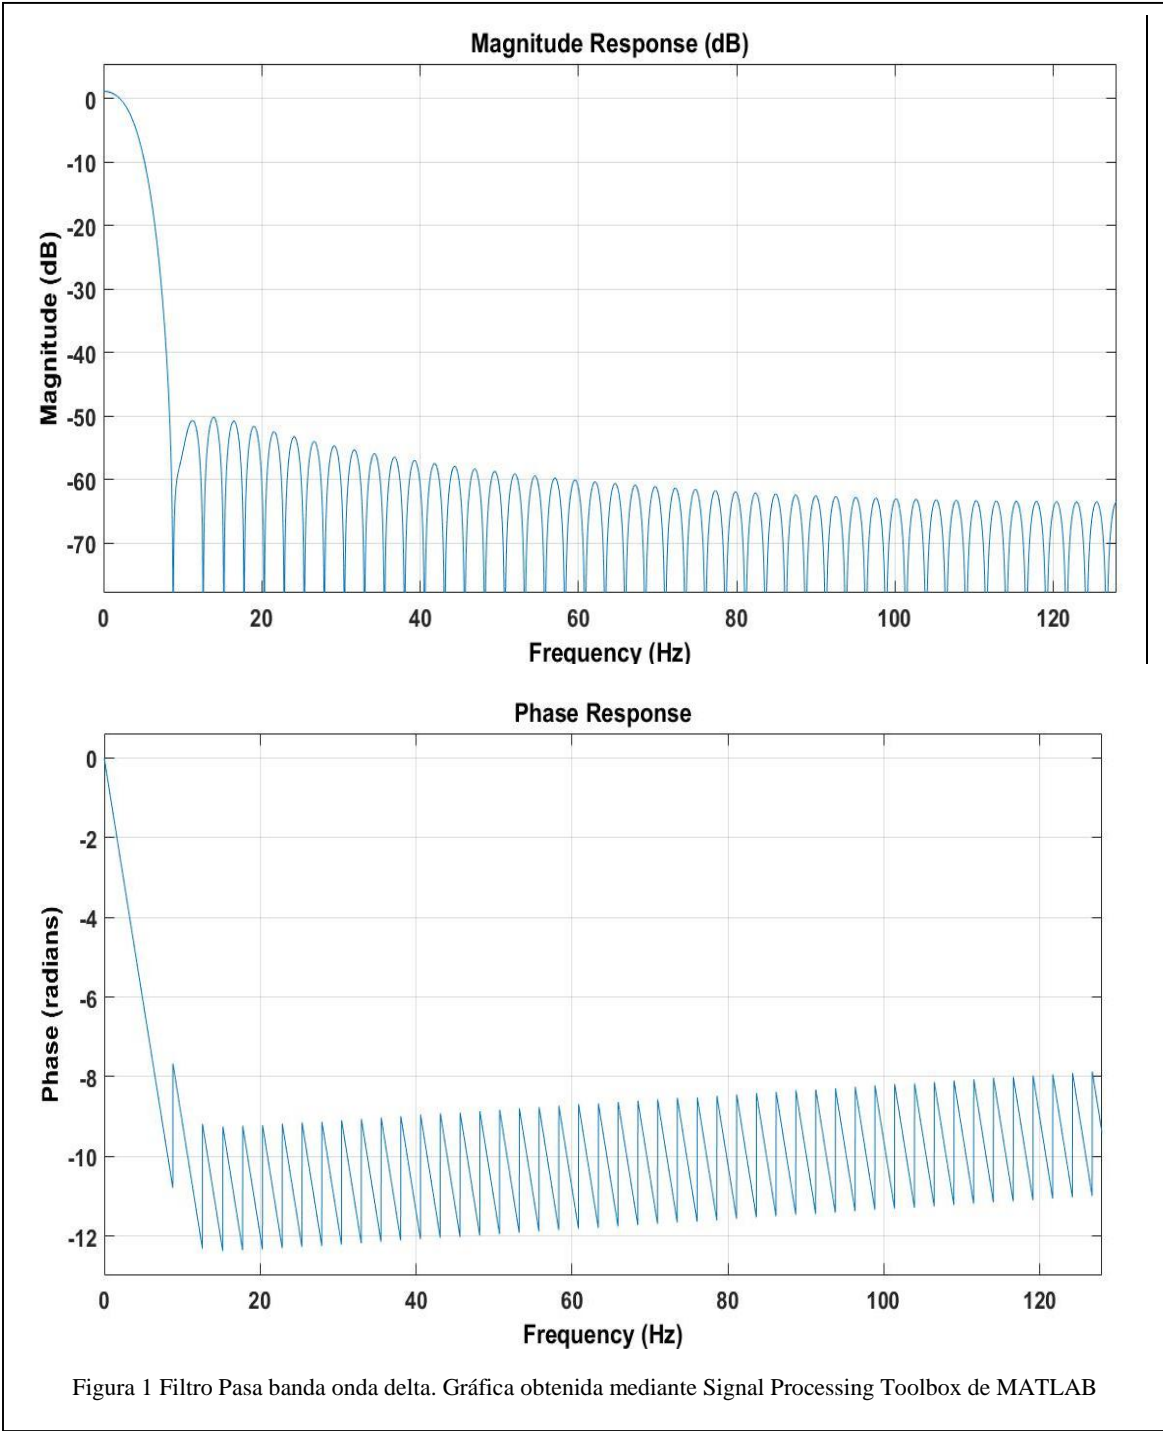 Magnitude Response (dB)
0
-10
-20
-30
-40
-50
-60
-70
Magnitude (dB)
0 20 40 60 80 100 120
Frequency (Hz)
Phase Response
0
-2
-4
-6
-8
-10
-12
Phase (radians)
0 20 40 60 80 100 120
Frequency (Hz)
Figura 1 Filtro Pasa banda onda delta. Gráfica obtenida mediante Signal Processing Toolbox de MATLAB